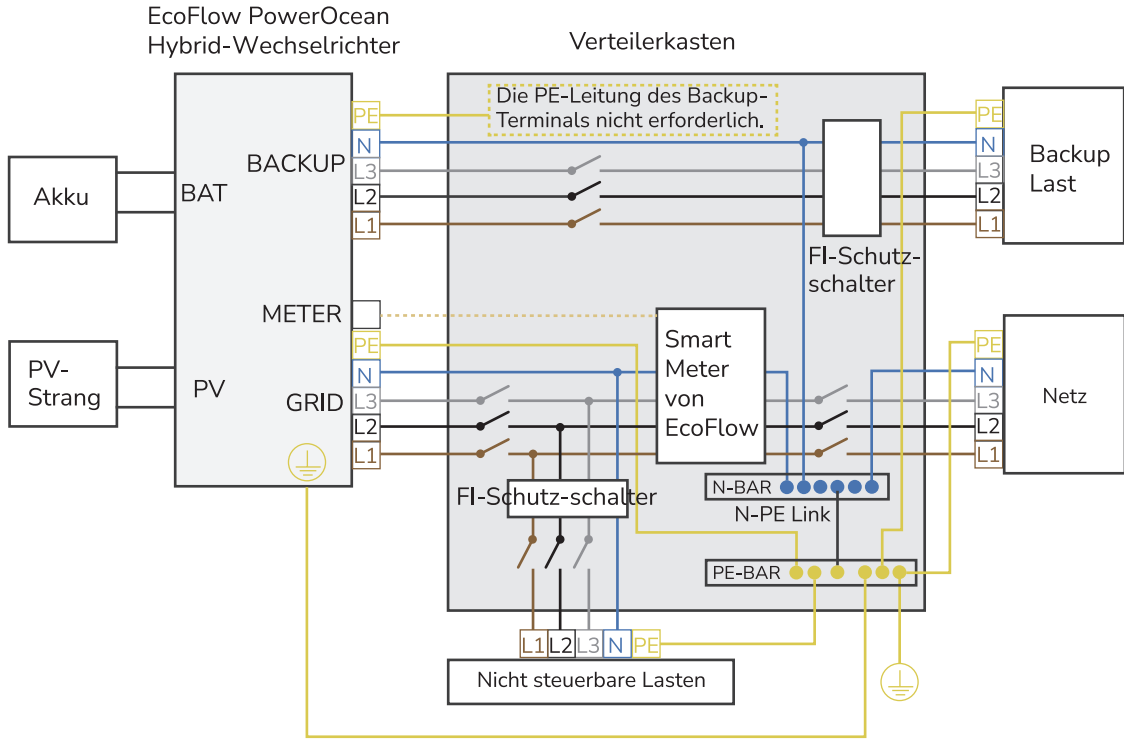 EcoFlow PowerOcean
Hybrid-Wechselrichter
Verteilerkasten
Die PE-Leitung des Backup-
Terminals nicht erforderlich.
PE
N
L3
L2
L1
BACKUP
Akku
BAT
PE
N
L3
L2
L1
Backup
Last
FI-Schutz-
schalter
METER
PE
N
L3
L2
L1
GRID
PV-
Strang
PV
Smart
Meter
von
EcoFlow
PE
N
L3
L2
L1
Netz
FI-Schutz-schalter
N-BAR
N-PE Link
PE-BAR
L1 L2 L3 N PE
Nicht steuerbare Lasten